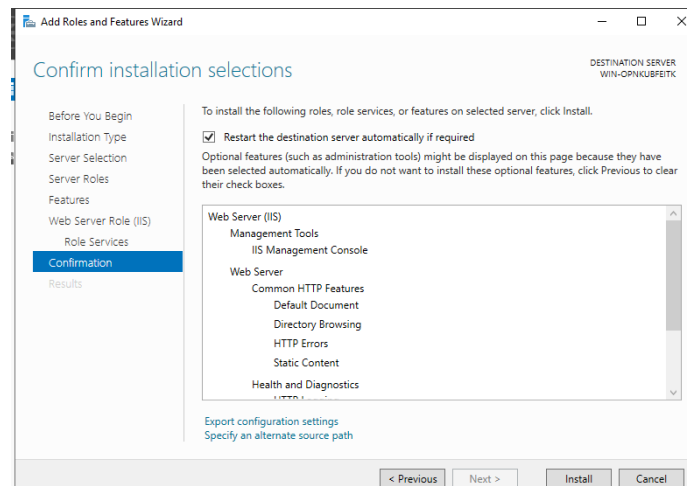 Add Roles and Features Wizard
Confirm installation selections
DESTINATION SERVER
WIN-OPNKUBFEITK
Before You Begin
Installation Type
Server Selection
Server Roles
Features
Web Server Role (IIS)
Role Services
Confirmation
Results
To install the following roles, role services, or features on selected server, click Install.
Restart the destination server automatically if required
Optional features (such as administration tools) might be displayed on this page because they have
been selected automatically. If you do not want to install these optional features, click Previous to clear
their check boxes.
Web Server (IIS)
Management Tools
IIS Management Console
Web Server
Common HTTP Features
Default Document
Directory Browsing
HTTP Errors
Static Content
Health and Diagnostics
Export configuration settings
Specify an alternate source path
< Previous
Next >
Install
Cancel